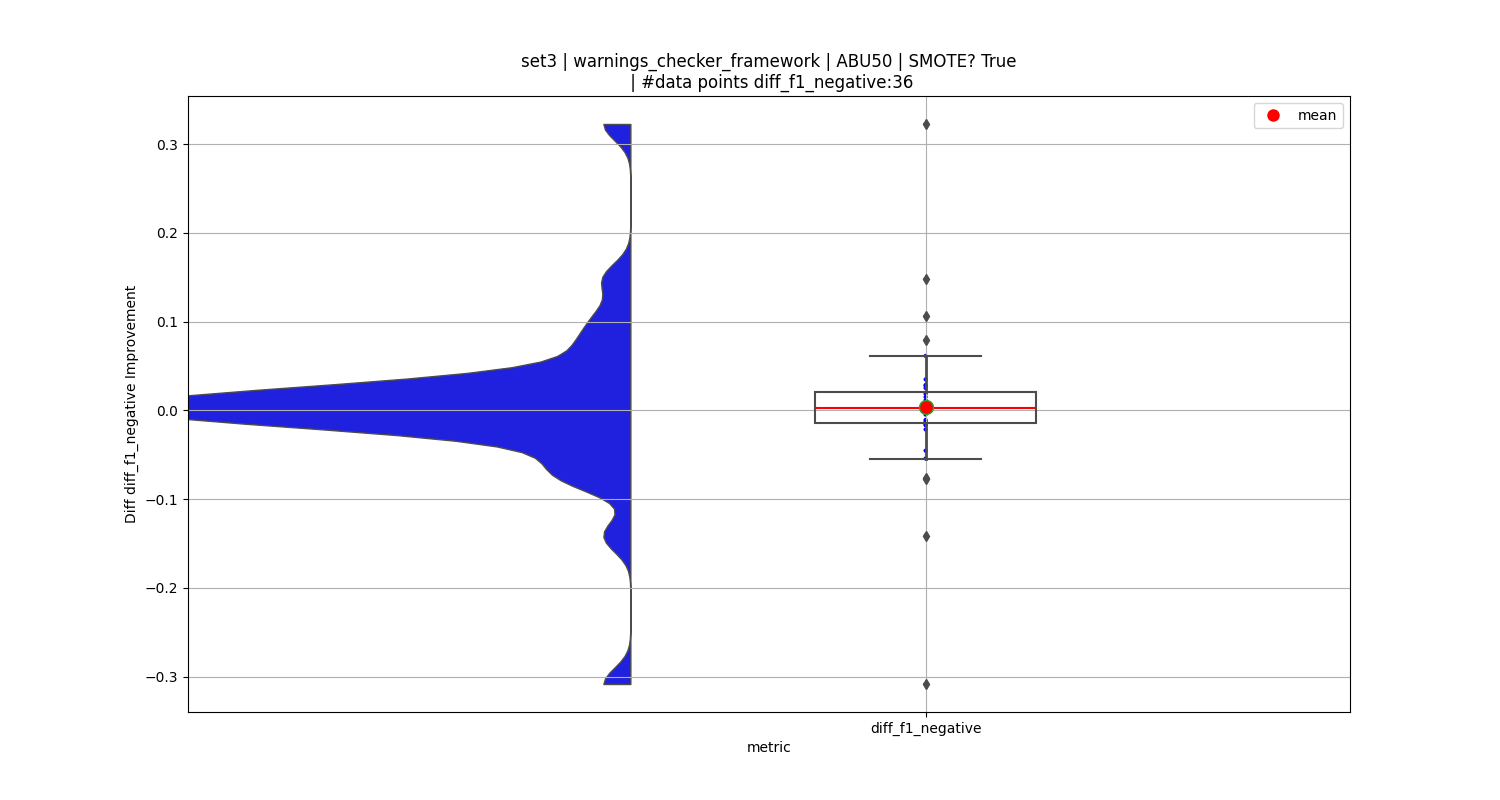 set3 | warnings_checker_framework | ABU50 | SMOTE? True
| #data points diff_f1_negative:36
mean
0.3
0.2
0.1
0.0
−0.1
−0.2
−0.3
Diff diff_f1_negative Improvement
diff_f1_negative
metric